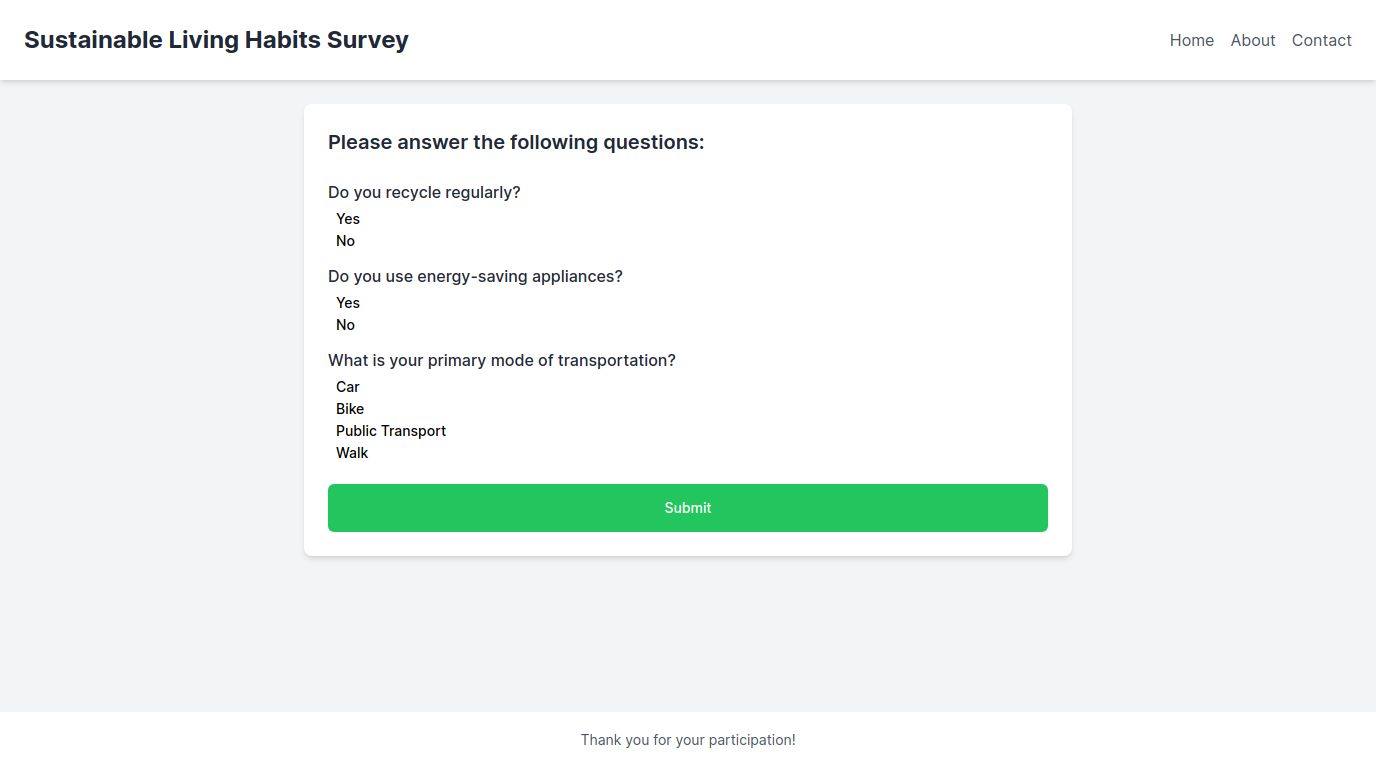 Sustainable Living Habits Survey
Home About Contact
Please answer the following questions:
Do you recycle regularly?
Yes
No
Do you use energy-saving appliances?
Yes
No
What is your primary mode of transportation?
Car
Bike
Public Transport
Walk
Submit
Thank you for your participation!